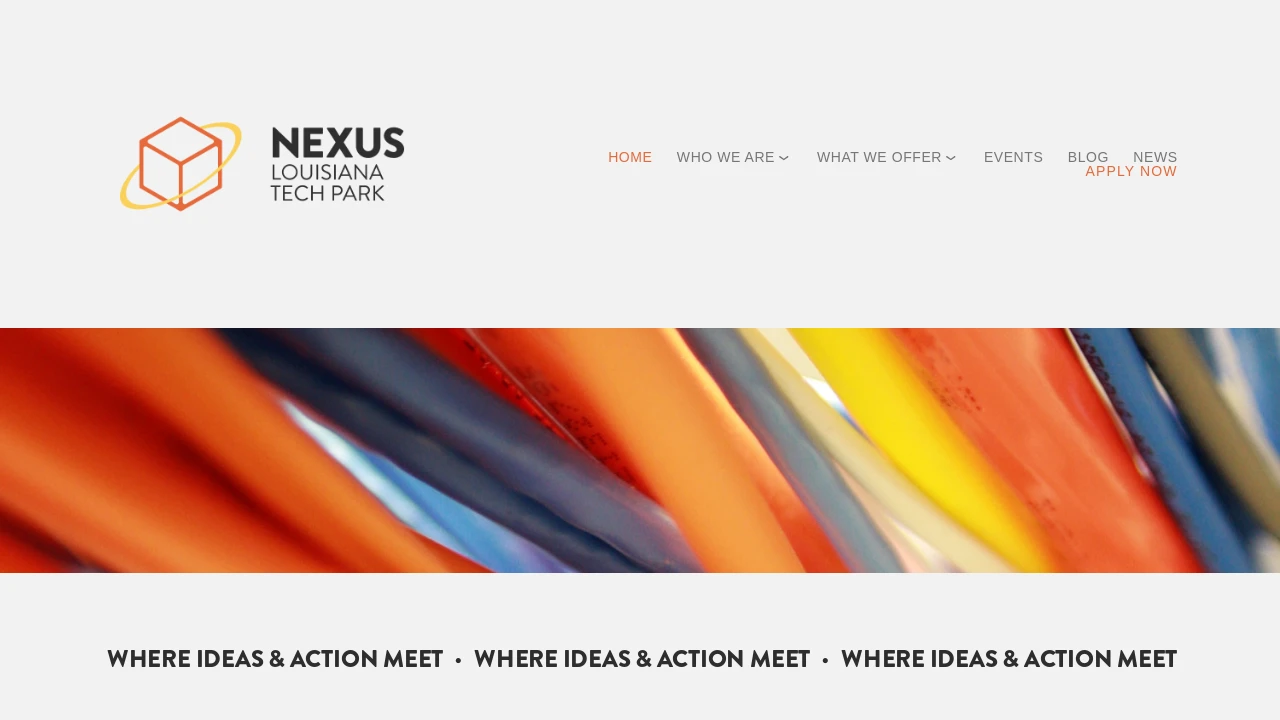 NEXUS
LOUISIANA
TECH PARK
HOME WHO WE ARE WHAT WE OFFER EVENTS BLOG NEWS
APPLY NOW
WHERE IDEAS & ACTION MEET • WHERE IDEAS & ACTION MEET • WHERE IDEAS & ACTION MEET